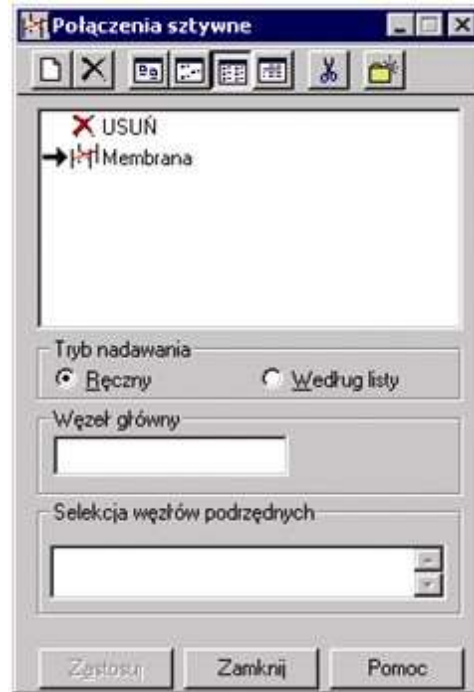 Połączenia sztywne
USUŃ
Membrana
Tryb nadawania
Ręczny Według listy
Węzeł główny
Selekcja węzłów podrzędnych
Zastosuj Zamknij Pomoc